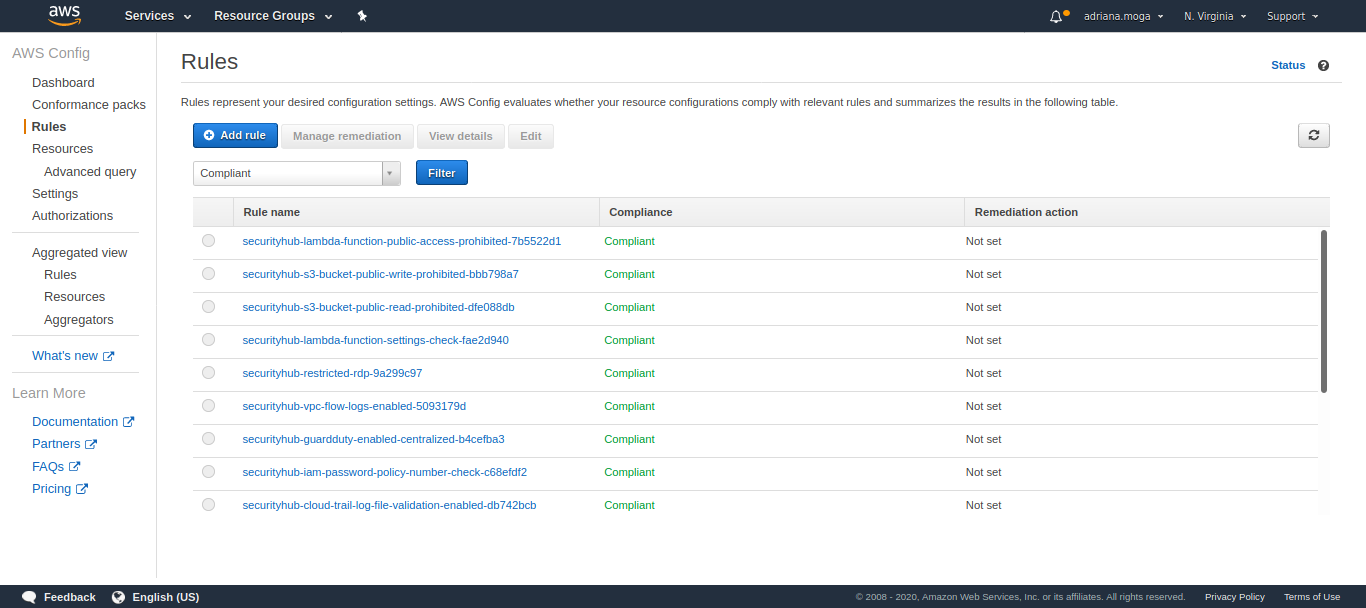 aws Services Resource Groups adriana.moga N. Virginia Support
AWS Config
Dashboard
Conformance packs
Rules
Resources
Advanced query
Settings
Authorizations
Aggregated view
Rules
Resources
Aggregators
What's new
Learn More
Documentation
Partners
FAQs
Pricing
Rules
Status
Rules represent your desired configuration settings. AWS Config evaluates whether your resource configurations comply with relevant rules and summarizes the results in the following table.
Add rule Manage remediation View details Edit
Compliant Filter
Rule name Compliance Remediation action
securityhub-lambda-function-public-access-prohibited-7b5522d1 Compliant Not set
securityhub-s3-bucket-public-write-prohibited-bbb798a7 Compliant Not set
securityhub-s3-bucket-public-read-prohibited-dfe088db Compliant Not set
securityhub-lambda-function-settings-check-fae2d940 Compliant Not set
securityhub-restricted-rdp-9a299c97 Compliant Not set
securityhub-vpc-flow-logs-enabled-5093179d Compliant Not set
securityhub-guardduty-enabled-centralized-b4cefba3 Compliant Not set
securityhub-iam-password-policy-number-check-c68efdf2 Compliant Not set
securityhub-cloud-trail-log-file-validation-enabled-db742bcb Compliant Not set
Feedback English (US) © 2008 - 2020, Amazon Web Services, Inc. or its affiliates. All rights reserved. Privacy Policy Terms of Use